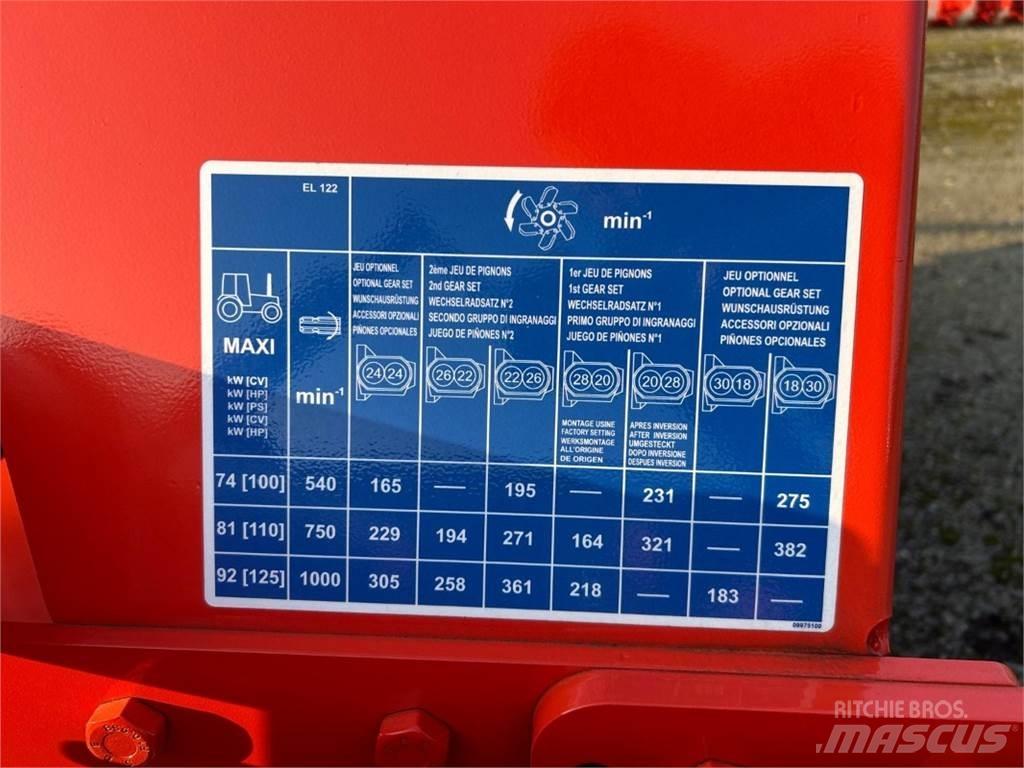 EL 122
min-1
MAXI
kW [CV]
kW [HP]
kW [PS]
kW [CV]
kW [HP]
min-1
JEU OPTIONNEL
OPTIONAL GEAR SET
WUNSCHAUSRÜSTUNG
ACCESSORI OPZIONALI
PIÑONES OPCIONALES
2ème JEU DE PIGNONS
2nd GEAR SET
WECHSELRADSATZ N°2
SECONDO GRUPPO DI INGRANAGGI
JUEGO DE PIÑONES N°2
1er JEU DE PIGNONS
1st GEAR SET
WECHSELRADSATZ N°1
PRIMO GRUPPO DI INGRANAGGI
JUEGO DE PIÑONES N°1
JEU OPTIONNEL
OPTIONAL GEAR SET
WUNSCHAUSRÜSTUNG
ACCESSORI OPZIONALI
PIÑONES OPCIONALES
24 24 26 22 22 26 28 20 20 28 30 18 18 30
MONTAGE USINE
FACTORY SETTING
WERKSMONTAGE
ALL'ORIGINE
DE ORIGEN
APRES INVERSION
AFTER INVERSION
UMGESTECKT
DOPO INVERSIONE
DESPUES INVERSION
74 [100] 540 165 — 195 — 231 — 275
81 [110] 750 229 194 271 164 321 — 382
92 [125] 1000 305 258 361 218 — 183 —
09975100
RITCHIE BROS.
MASCUS